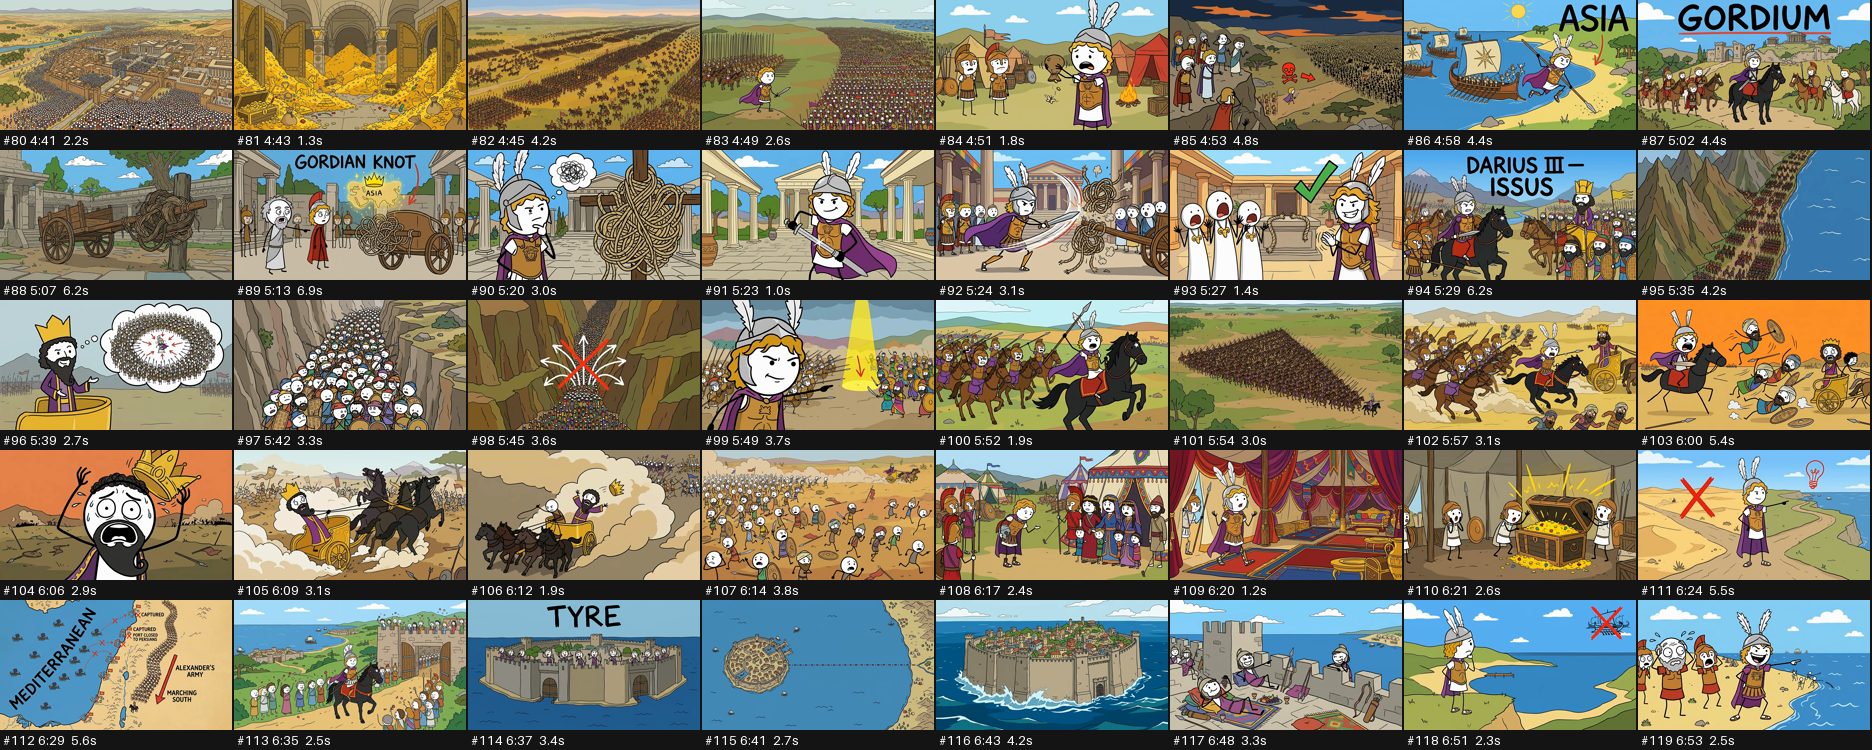 ASIA
GORDIUM
#80 4:41 2.2s
#81 4:43 1.3s
#82 4:45 4.2s
#83 4:49 2.6s
#84 4:51 1.8s
#85 4:53 4.8s
#86 4:58 4.4s
#87 5:02 4.4s
GORDIAN KNOT
ASIA
DARIUS III –
ISSUS
#88 5:07 6.2s
#89 5:13 6.9s
#90 5:20 3.0s
#91 5:23 1.0s
#92 5:24 3.1s
#93 5:27 1.4s
#94 5:29 6.2s
#95 5:35 4.2s
#96 5:39 2.7s
#97 5:42 3.3s
#98 5:45 3.6s
#99 5:49 3.7s
#100 5:52 1.9s
#101 5:54 3.0s
#102 5:57 3.1s
#103 6:00 5.4s
#104 6:06 2.9s
#105 6:09 3.1s
#106 6:12 1.9s
#107 6:14 3.8s
#108 6:17 2.4s
#109 6:20 1.2s
#110 6:21 2.6s
#111 6:24 5.5s
MEDITERRANEAN
CAPTURED
CAPTURED
PORT CLOSED
TO PERSIANS
ALEXANDER'S
ARMY
MARCHING
SOUTH
TYRE
#112 6:29 5.6s
#113 6:35 2.5s
#114 6:37 3.4s
#115 6:41 2.7s
#116 6:43 4.2s
#117 6:48 3.3s
#118 6:51 2.3s
#119 6:53 2.5s